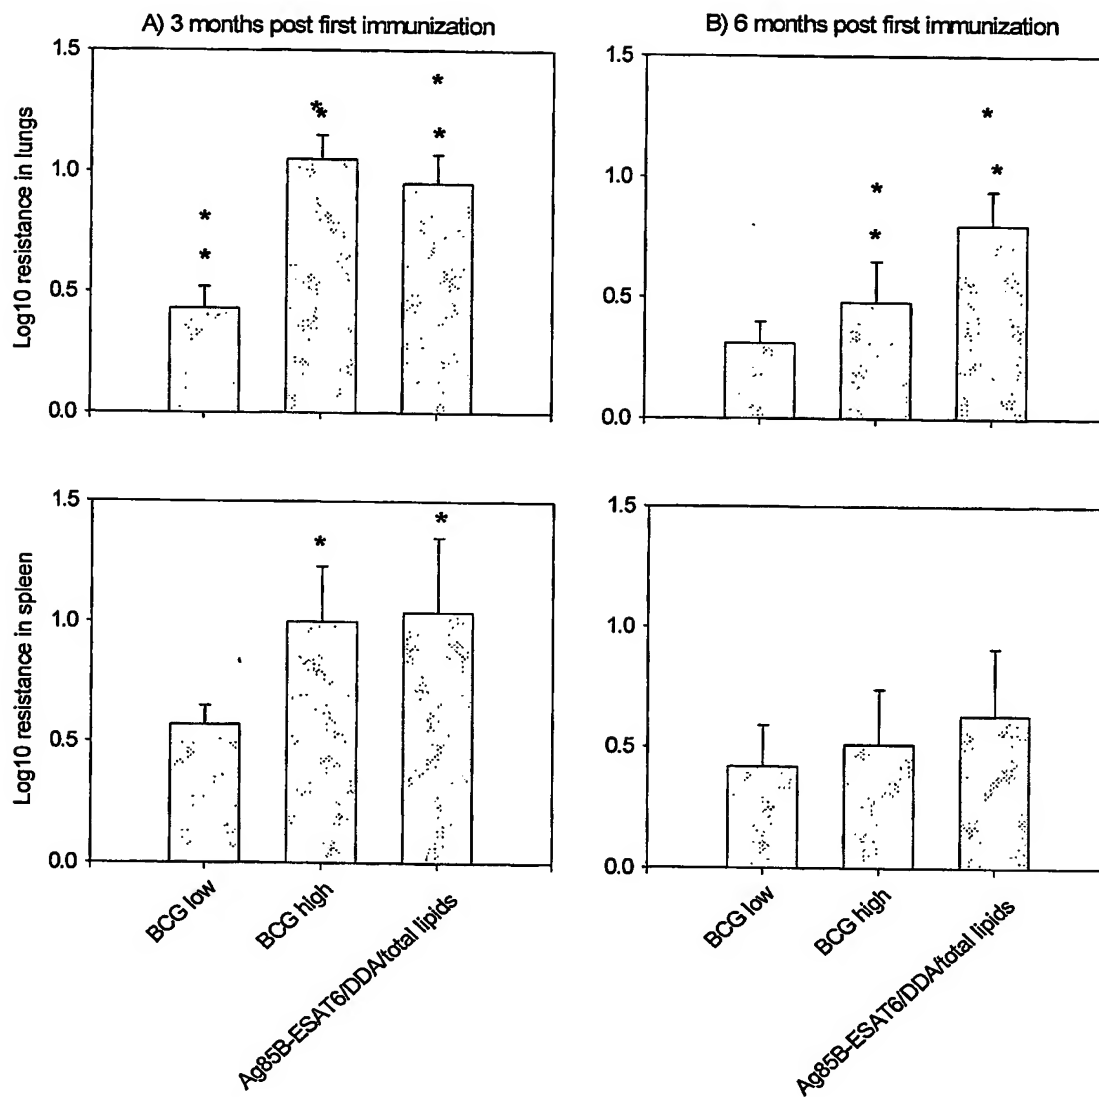 A) 3 months post first immunization
B) 6 months post first immunization
Log10 resistance in lungs
1.5
1.0
0.5
0.0
* *
**
* *
1.5
1.0
0.5
0.0
* *
* *
Log10 resistance in spleen
1.5
1.0
0.5
0.0
*
*
1.5
1.0
0.5
0.0
BCG low
BCG high
Ag85B-ESAT6/DDA/total lipids
BCG low
BCG high
Ag85B-ESAT6/DDA/total lipids